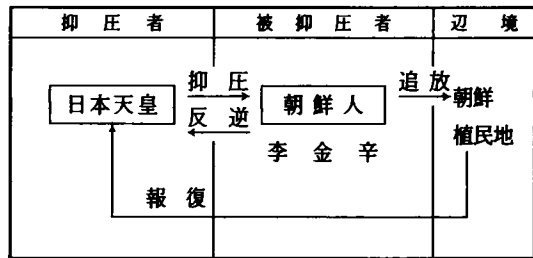 抑圧者 被抑圧者 辺境
抑圧 追放
日本天皇 朝鮮人 朝鮮
反逆 植民地
李金辛
報復